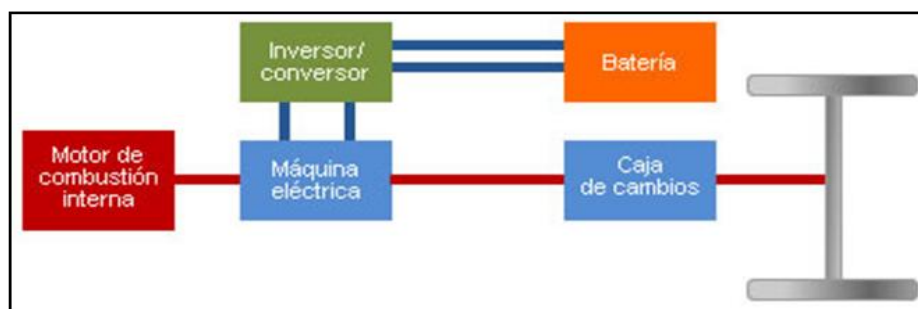 Inversor/
conversor
Batería
Motor de
combustión
interna
Máquina
eléctrica
Caja
de cambios